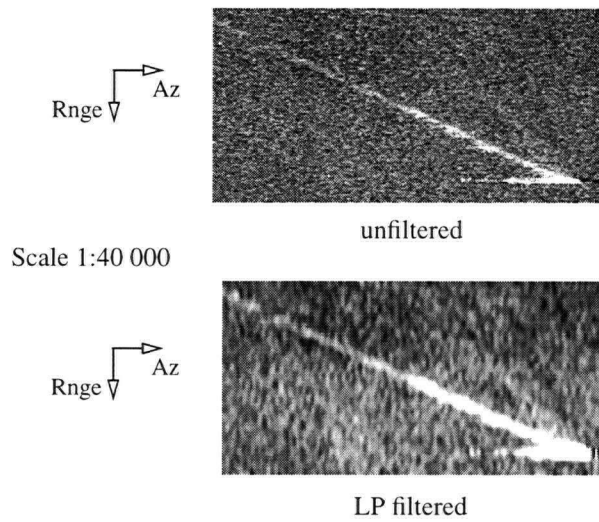 Az
Rnge
unfiltered
Scale 1:40 000
Az
Rnge
LP filtered